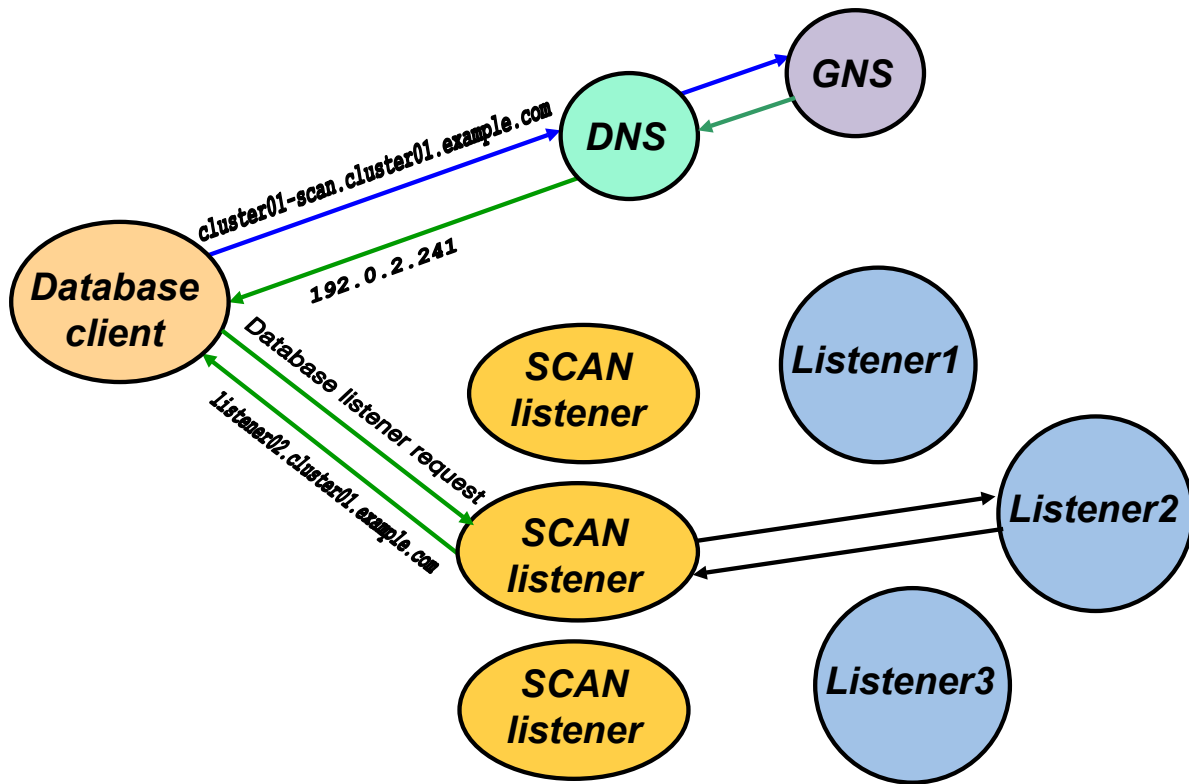 GNS
DNS
cluster01-scan.cluster01.example.com
192.0.2.241
Database
client
Database listener request
listener02.cluster01.example.com
SCAN
listener
Listener1
SCAN
listener
Listener2
SCAN
listener
Listener3